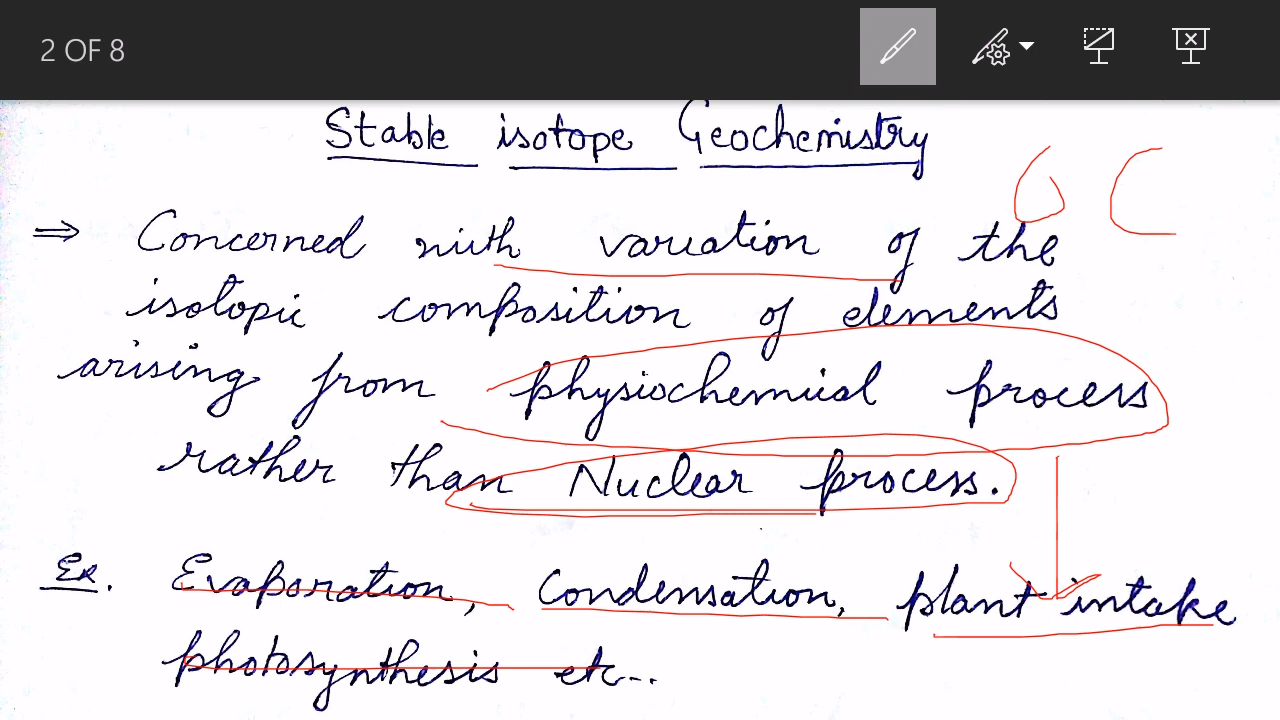 2 OF 8
Stable isotope Geochemistry
O C
⇒ Concerned with variation of the
isotopic composition of elements
arising from physiochemical process
rather than Nuclear process.
Ex. Evaporation, Condensation, plant intake
photosynthesis etc...